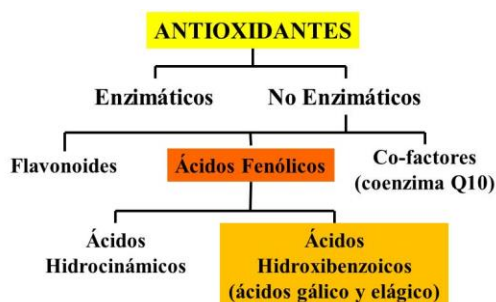 ANTIOXIDANTES
Enzimáticos
No Enzimáticos
Flavonoides
Ácidos Fenólicos
Co-factores
(coenzima Q10)
Ácidos
Hidrocinámicos
Ácidos
Hidroxibenzoicos
(ácidos gálico y elágico)